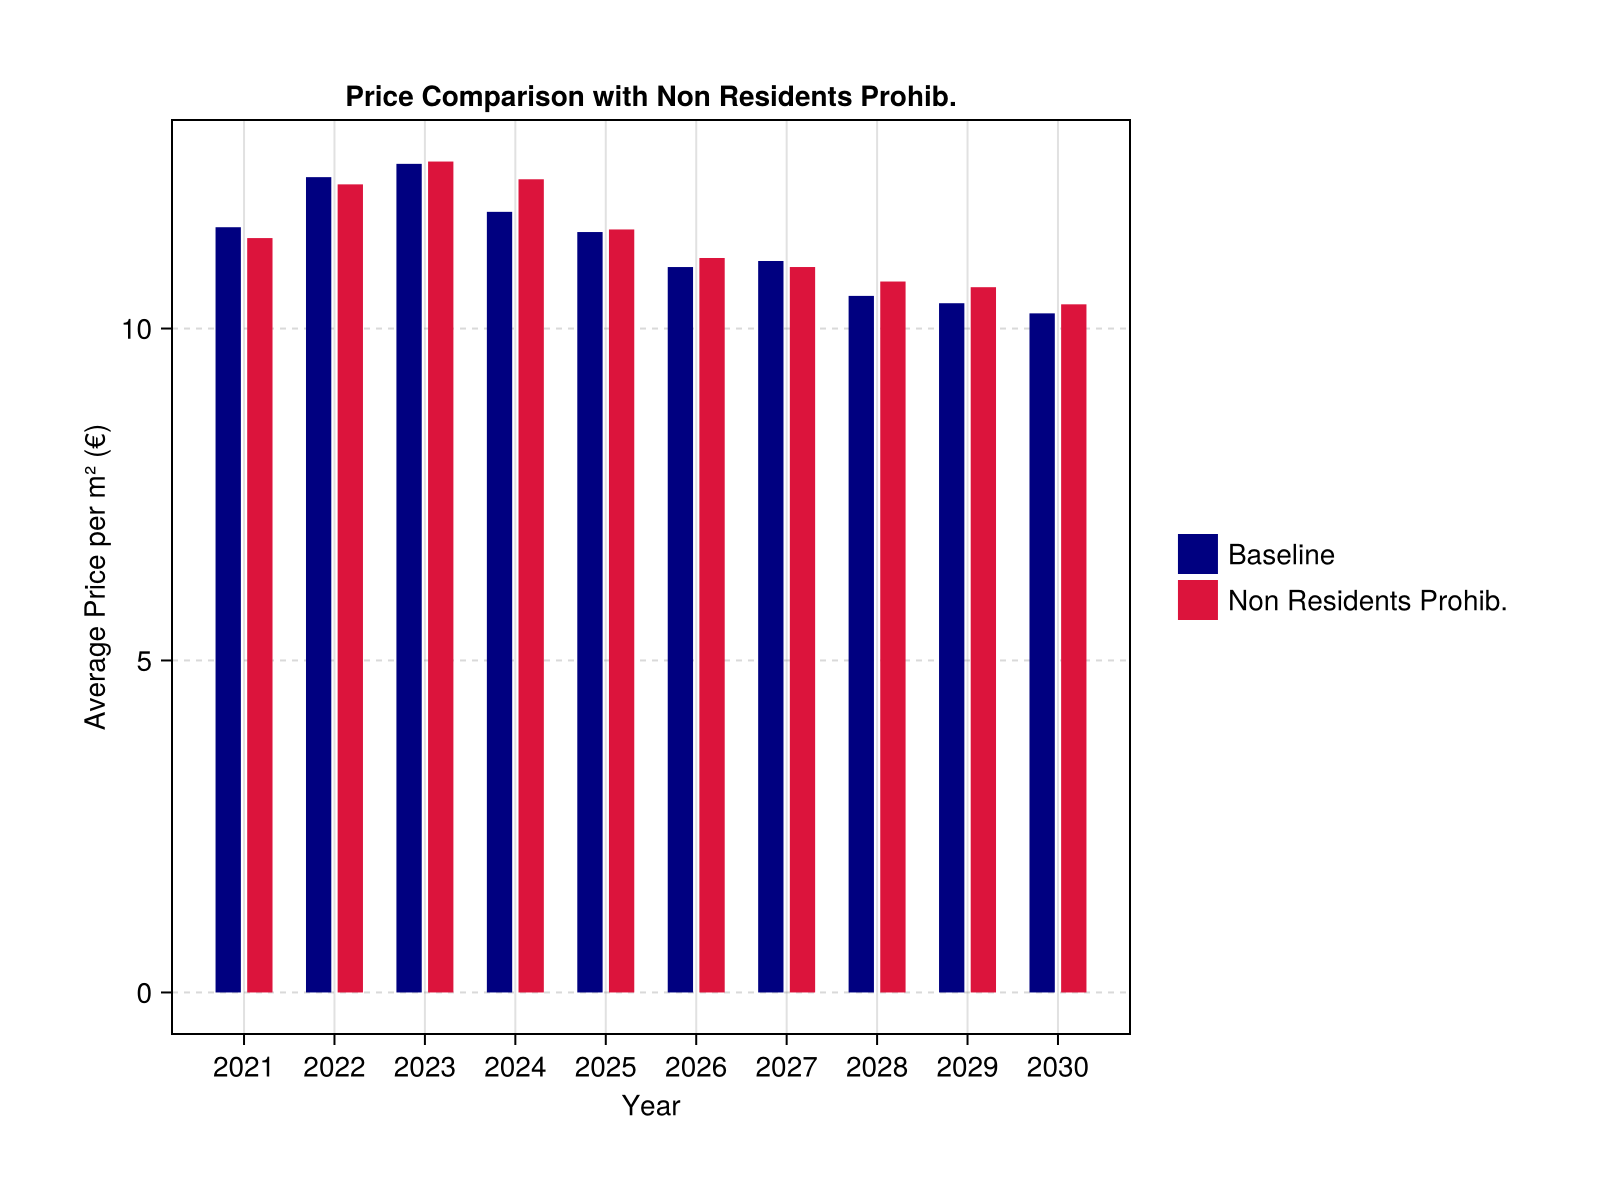 Price Comparison with Non Residents Prohib.
Average Price per m² (€)
10
5
0
2021 2022 2023 2024 2025 2026 2027 2028 2029 2030
Year
Baseline
Non Residents Prohib.